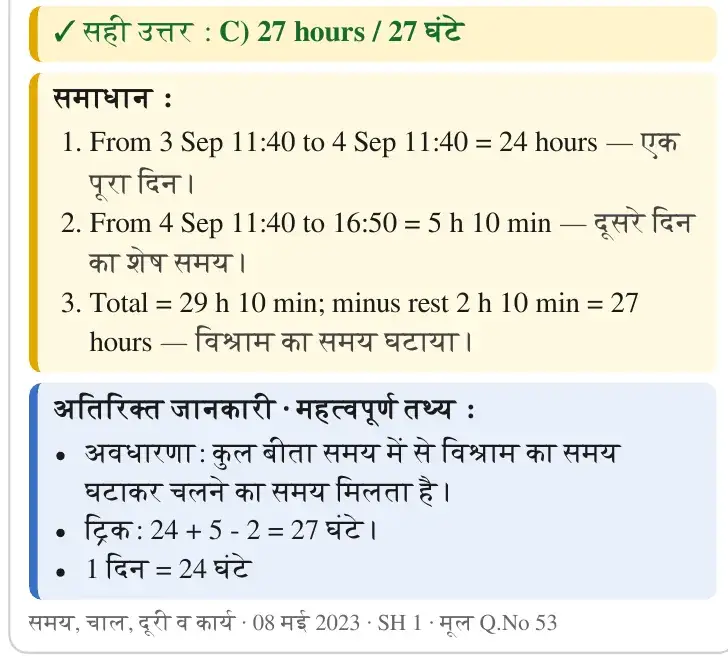 ✓ सही उत्तर : C) 27 hours / 27 घंटे
समाधान :
1. From 3 Sep 11:40 to 4 Sep 11:40 = 24 hours — एक
पूरा दिन।
2. From 4 Sep 11:40 to 16:50 = 5 h 10 min — दूसरे दिन
का शेष समय।
3. Total = 29 h 10 min; minus rest 2 h 10 min = 27
hours — विश्राम का समय घटाया।
अतिरिक्त जानकारी · महत्वपूर्ण तथ्य :
• अवधारणा : कुल बीता समय में से विश्राम का समय
घटाकर चलने का समय मिलता है।
• ट्रिक : 24 + 5 - 2 = 27 घंटे।
• 1 दिन = 24 घंटे
समय, चाल, दूरी व कार्य · 08 मई 2023 · SH 1 · मूल Q.No 53